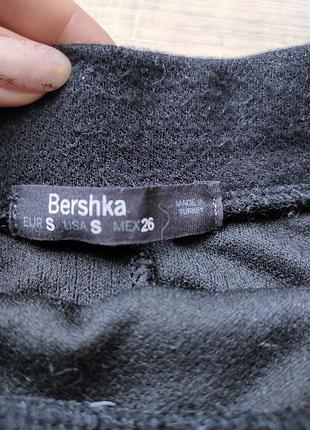 Bershka
EUR S USA S MEX 26
MADE IN
TURKEY